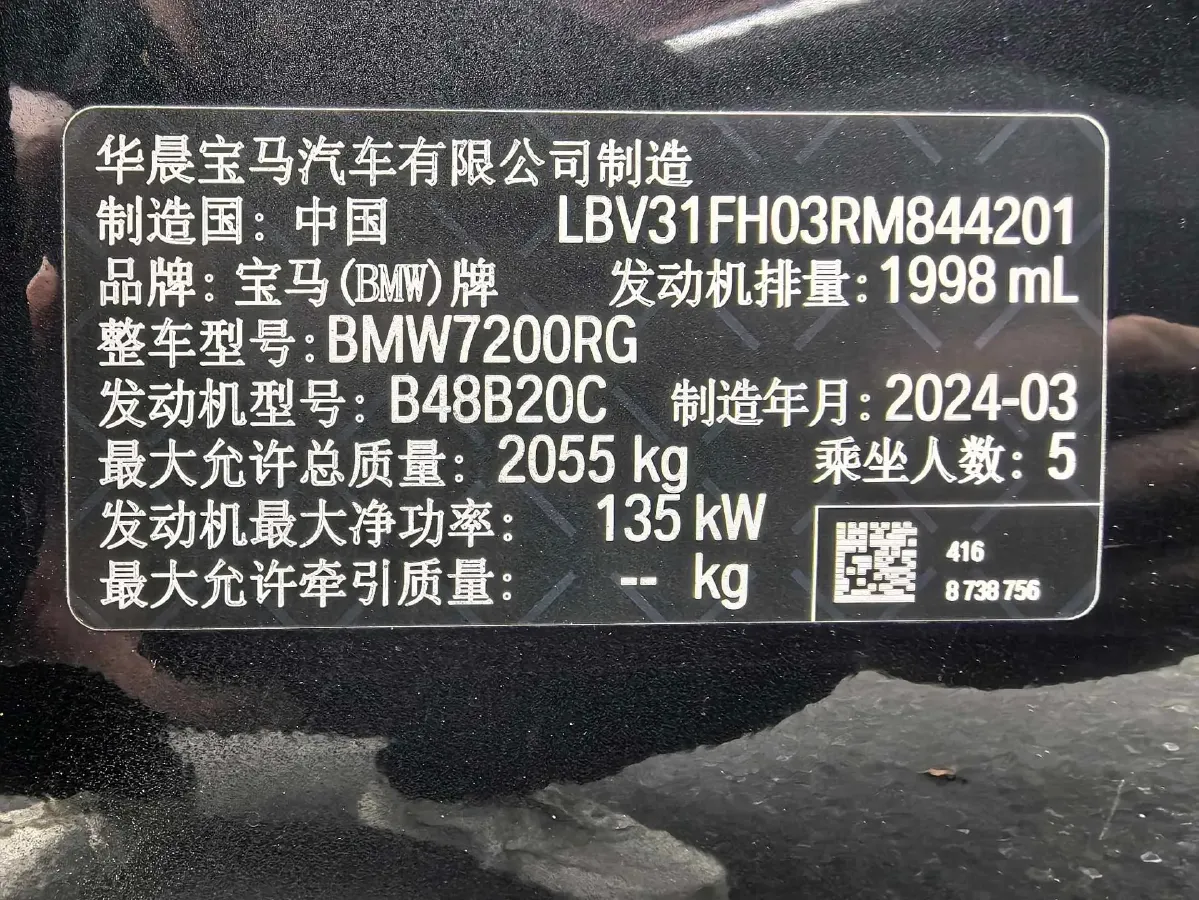 华晨宝马汽车有限公司制造
制造国：中国 LBV31FH03RM844201
品牌：宝马(BMW)牌 发动机排量：1998 mL
整车型号：BMW7200RG
发动机型号：B48B20C 制造年月：2024-03
最大允许总质量：2055 kg 乘坐人数：5
发动机最大净功率：135 kW
最大允许牵引质量：-- kg
416
8 738 756